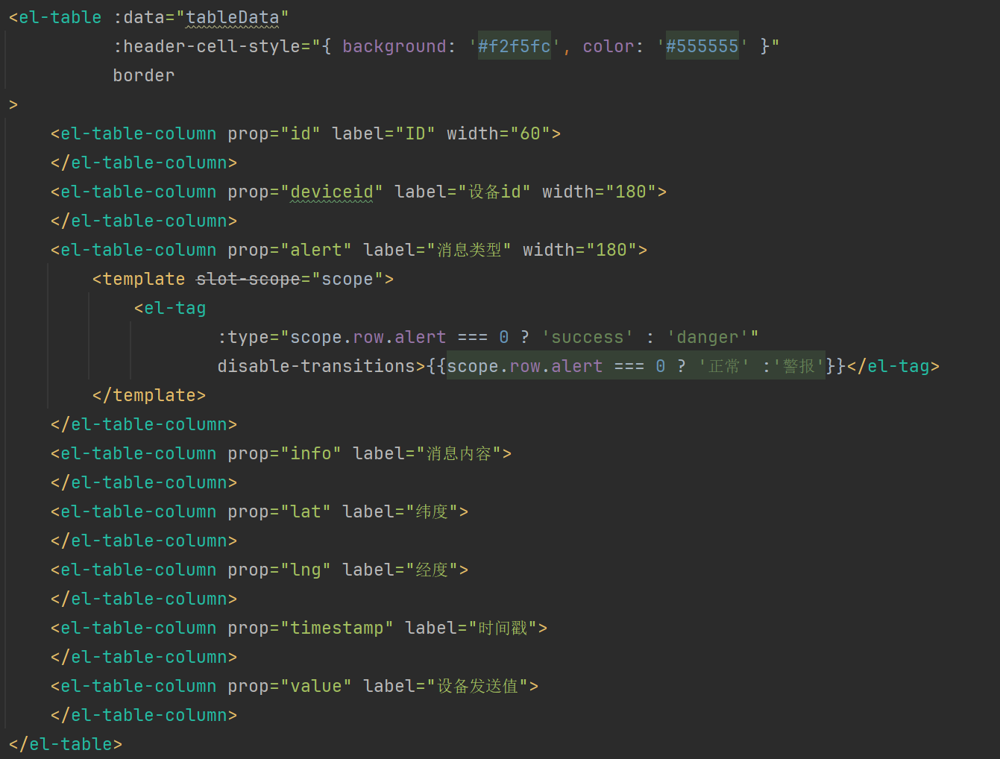 <el-table :data="tableData"
:header-cell-style="{ background: '#f2f5fc', color: '#555555' }"
border
>
<el-table-column prop="id" label="ID" width="60">
</el-table-column>
<el-table-column prop="deviceid" label="设备id" width="180">
</el-table-column>
<el-table-column prop="alert" label="消息类型" width="180">
<template slot-scope="scope">
<el-tag
:type="scope.row.alert === 0 ? 'success' : 'danger'"
disable-transitions>{{scope.row.alert === 0 ? '正常' :'警报'}}</el-tag>
</template>
</el-table-column>
<el-table-column prop="info" label="消息内容">
</el-table-column>
<el-table-column prop="lat" label="纬度">
</el-table-column>
<el-table-column prop="lng" label="经度">
</el-table-column>
<el-table-column prop="timestamp" label="时间戳">
</el-table-column>
<el-table-column prop="value" label="设备发送值">
</el-table-column>
</el-table>